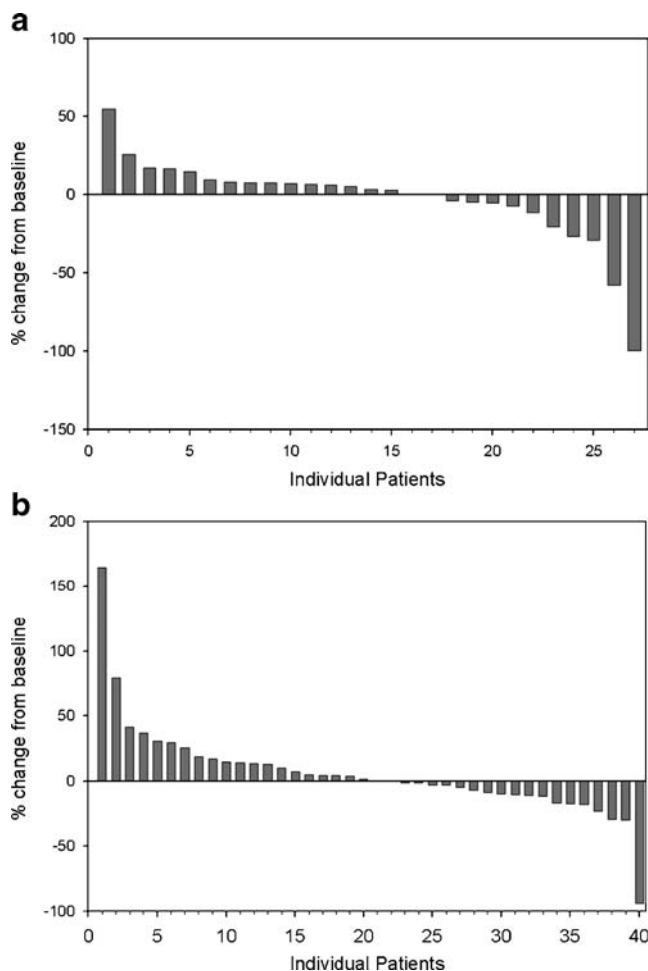 a
100
50
0
-50
-100
-150
% change from baseline
0 5 10 15 20 25
Individual Patients
b
200
150
100
50
0
-50
-100
% change from baseline
0 5 10 15 20 25 30 35 40
Individual Patients